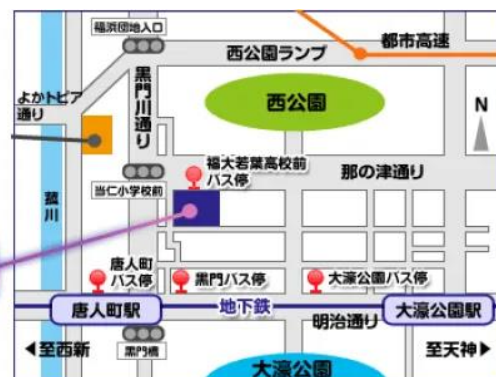 福浜団地入口
西公園ランプ
都市高速
よかトピア
通り
黒門川通り
西公園
N
福大若葉高校前
バス停
那の津通り
当仁小学校前
菰川
唐人町
バス停
黒門バス停
大濠公園バス停
唐人町駅
地下鉄
明治通り
大濠公園駅
◀至西新
黒門橋
大濠公園
至天神▶